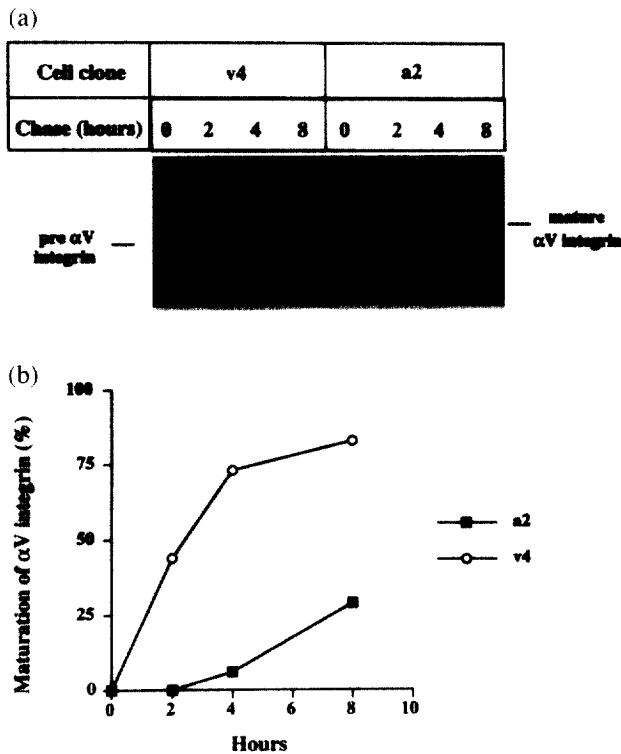 (a)
Cell clone v4 a2
Chase (hours) 0 2 4 8 0 2 4 8
pre αV
integrin
mature
αV integrin
(b)
Maturation of αV integrin (%)
100
75
50
25
0
0 2 4 6 8 10
Hours
a2
v4